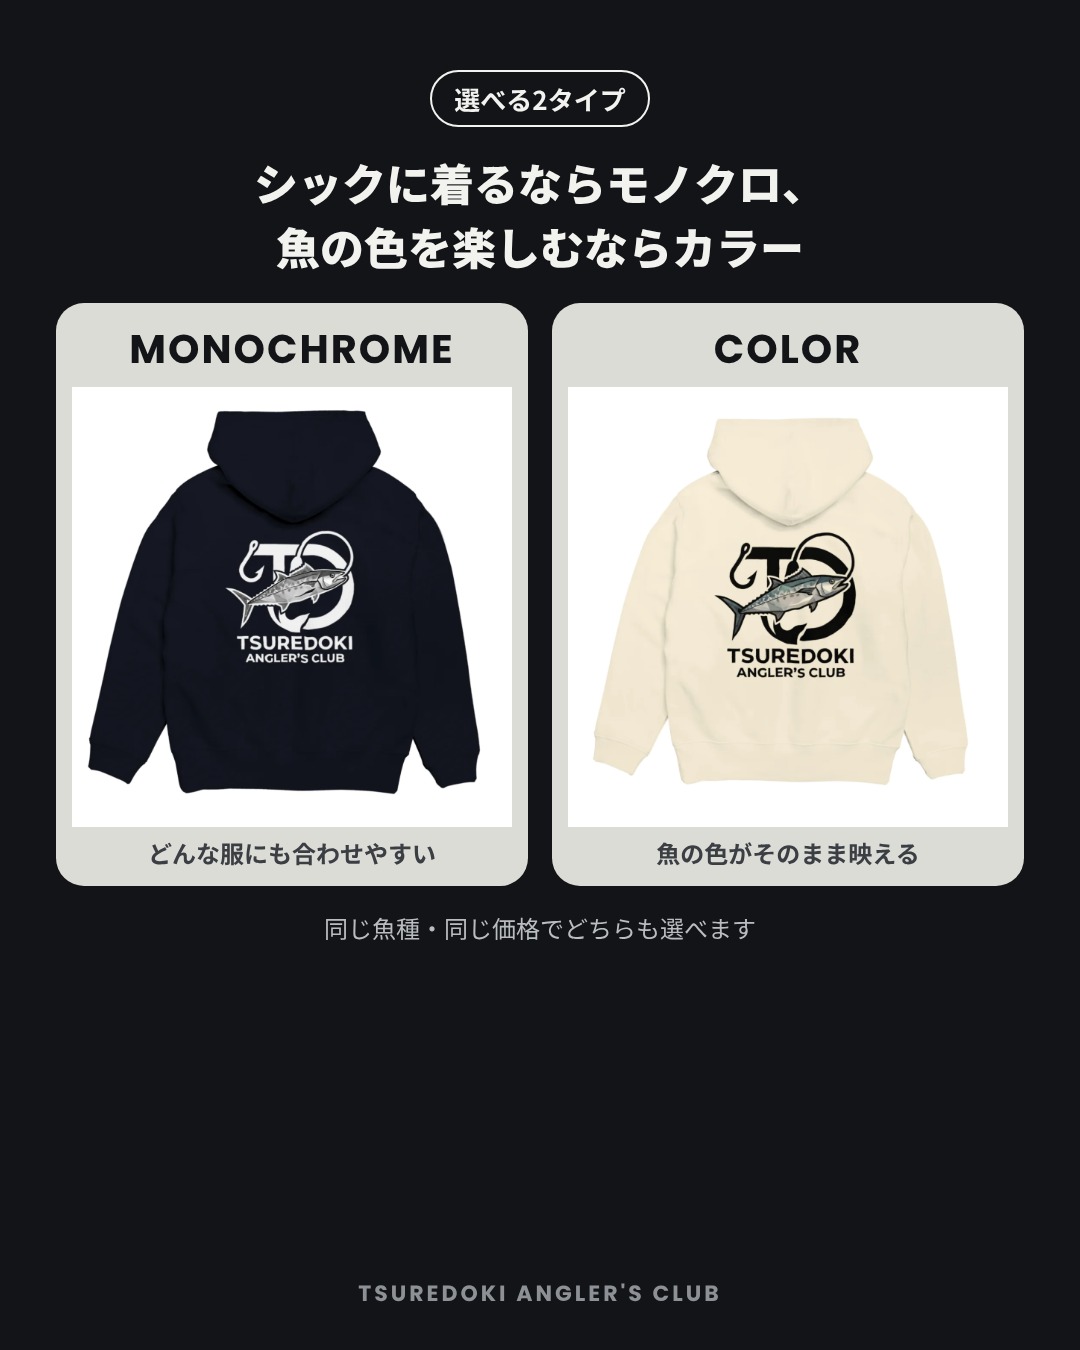 選べる2タイプ
シックに着るならモノクロ、
魚の色を楽しむならカラー
MONOCHROME
TSUREDOKI
ANGLER'S CLUB
どんな服にも合わせやすい
COLOR
TSUREDOKI
ANGLER'S CLUB
魚の色がそのまま映える
同じ魚種・同じ価格でどちらも選べます
TSUREDOKI ANGLER'S CLUB